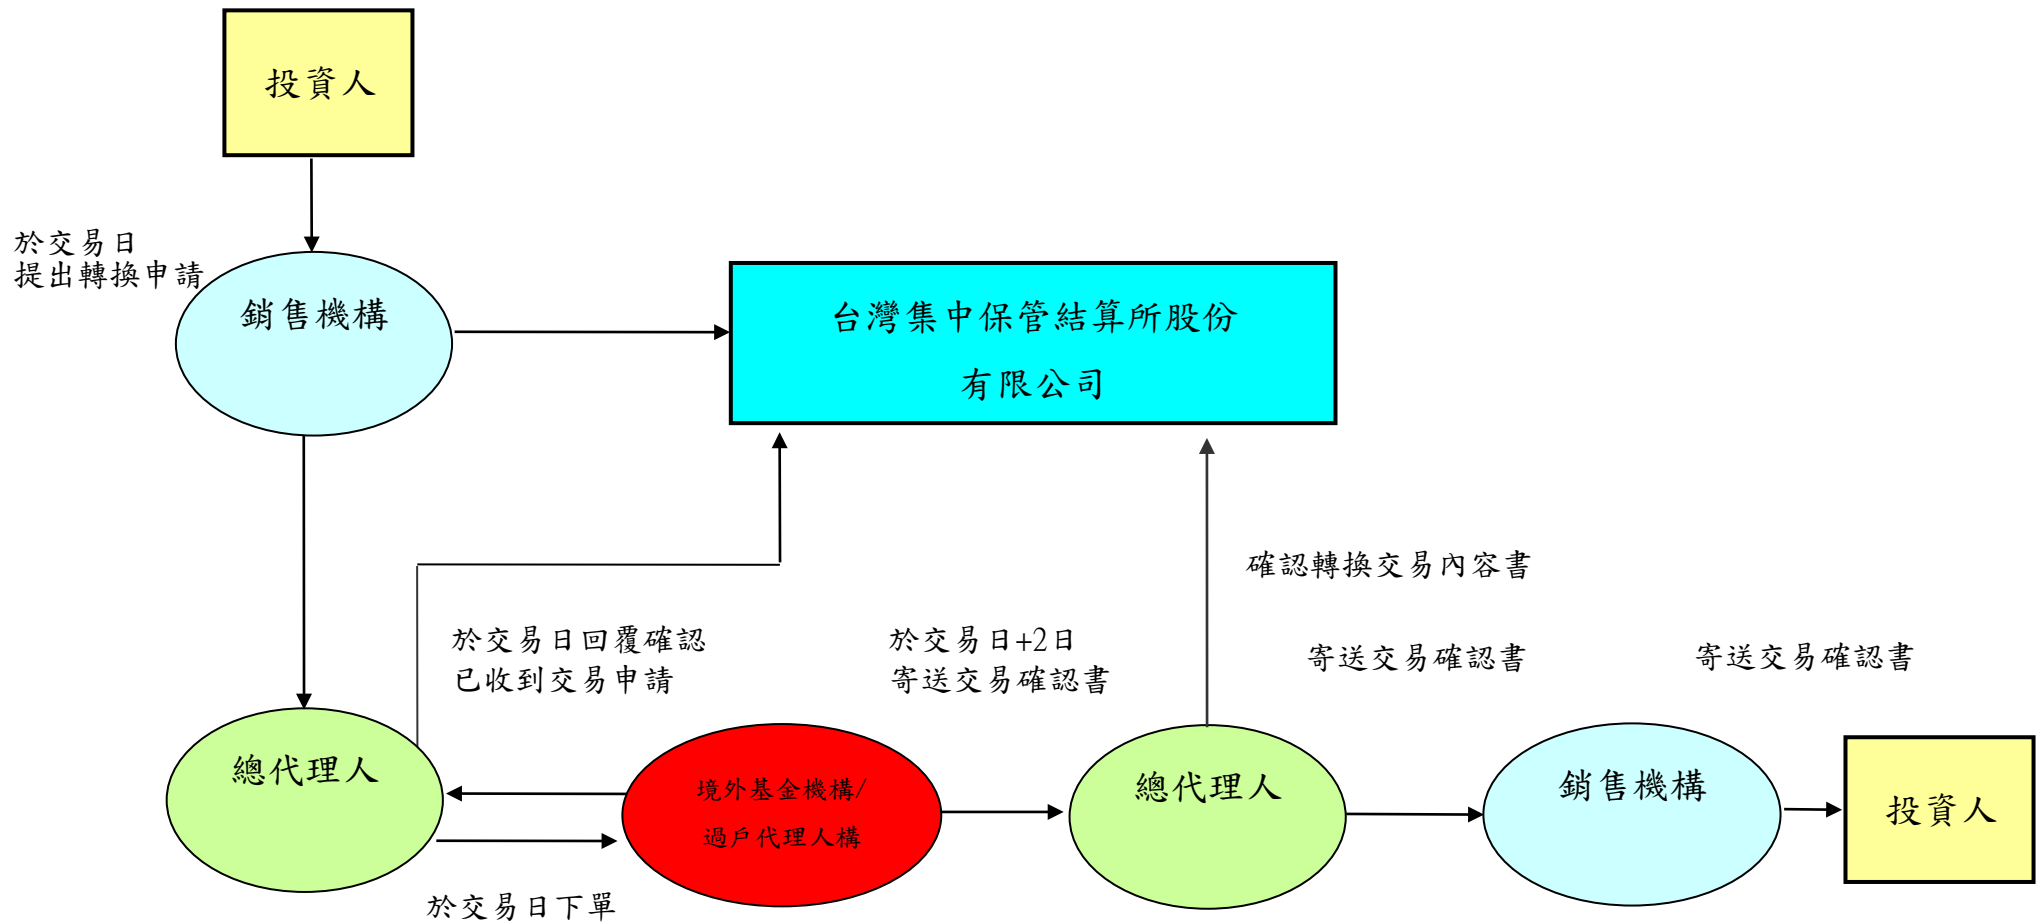 投資人
於交易日
提出轉換申請
銷售機構
台灣集中保管結算所股份
有限公司
確認轉換交易內容書
於交易日回覆確認
已收到交易申請
於交易日+2日
寄送交易確認書
寄送交易確認書
寄送交易確認書
總代理人
境外基金機構/
過戶代理人構
總代理人
銷售機構
投資人
於交易日下單